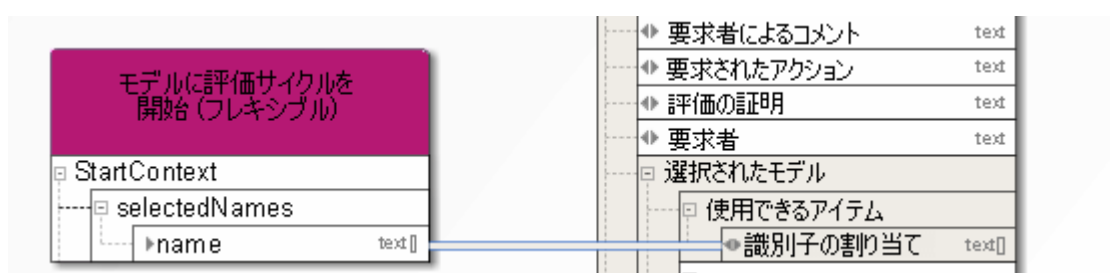 モデルに評価サイクルを
開始 (フレキシブル)
StartContext
selectedNames
name text[]
要求者によるコメント text
要求されたアクション text
評価の証明 text
要求者 text
選択されたモデル
使用できるアイテム
識別子の割り当て text[]